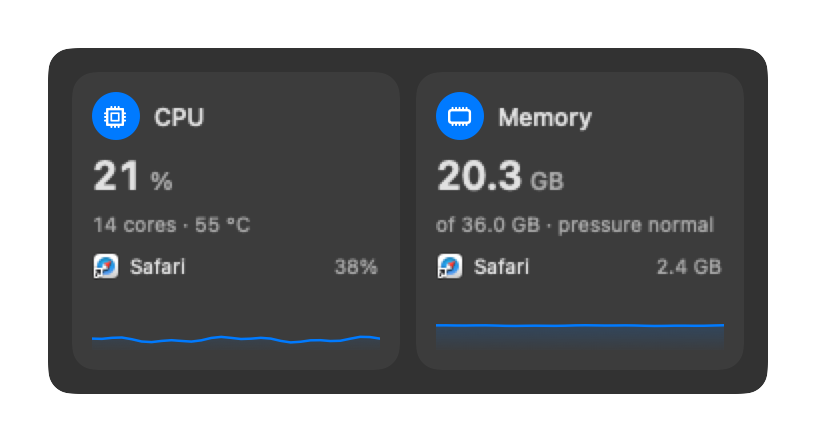 CPU
21 %
14 cores · 55 °C
Safari 38%
Memory
20.3 GB
of 36.0 GB · pressure normal
Safari 2.4 GB